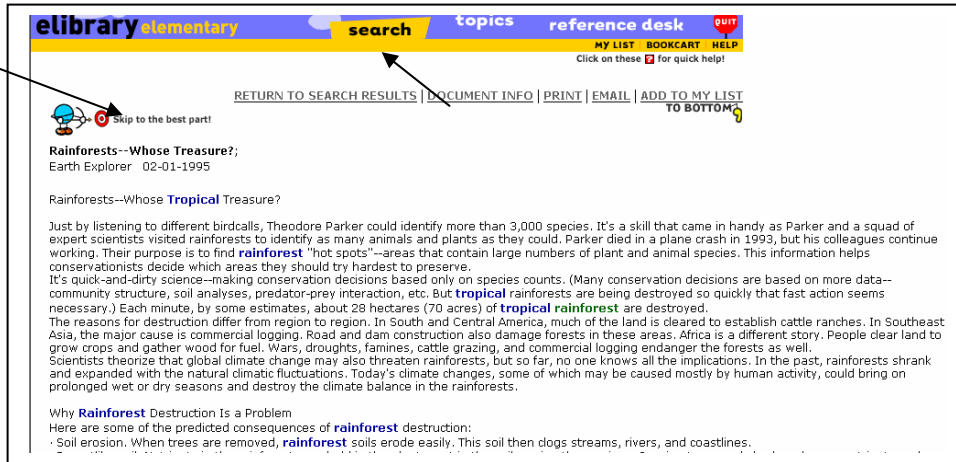 elibrary elementary search topics reference desk QUIT
MY LIST | BOOKCART | HELP
Click on these ? for quick help!
RETURN TO SEARCH RESULTS | DOCUMENT INFO | PRINT | EMAIL | ADD TO MY LIST
TO BOTTOM
Skip to the best part!
Rainforests--Whose Treasure?;
Earth Explorer 02-01-1995
Rainforests--Whose Tropical Treasure?
Just by listening to different birdcalls, Theodore Parker could identify more than 3,000 species. It's a skill that came in handy as Parker and a squad of
expert scientists visited rainforests to identify as many animals and plants as they could. Parker died in a plane crash in 1993, but his colleagues continue
working. Their purpose is to find rainforest "hot spots"--areas that contain large numbers of plant and animal species. This information helps
conservationists decide which areas they should try hardest to preserve.
It's quick-and-dirty science--making conservation decisions based only on species counts. (Many conservation decisions are based on more data--
community structure, soil analyses, predator-prey interaction, etc. But tropical rainforests are being destroyed so quickly that fast action seems
necessary.) Each minute, by some estimates, about 28 hectares (70 acres) of tropical rainforest are destroyed.
The reasons for destruction differ from region to region. In South and Central America, much of the land is cleared to establish cattle ranches. In Southeast
Asia, the major cause is commercial logging. Road and dam construction also damage forests in these areas. Africa is a different story. People clear land to
grow crops and gather wood for fuel. Wars, droughts, famines, cattle grazing, and commercial logging endanger the forests as well.
Scientists theorize that global climate change may also threaten rainforests, but so far, no one knows all the implications. In the past, rainforests shrank
and expanded with the natural climatic fluctuations. Today's climate changes, some of which may be caused mostly by human activity, could bring on
prolonged wet or dry seasons and destroy the climate balance in the rainforests.
Why Rainforest Destruction Is a Problem
Here are some of the predicted consequences of rainforest destruction:
· Soil erosion. When trees are removed, rainforest soils erode easily. This soil then clogs streams, rivers, and coastlines.